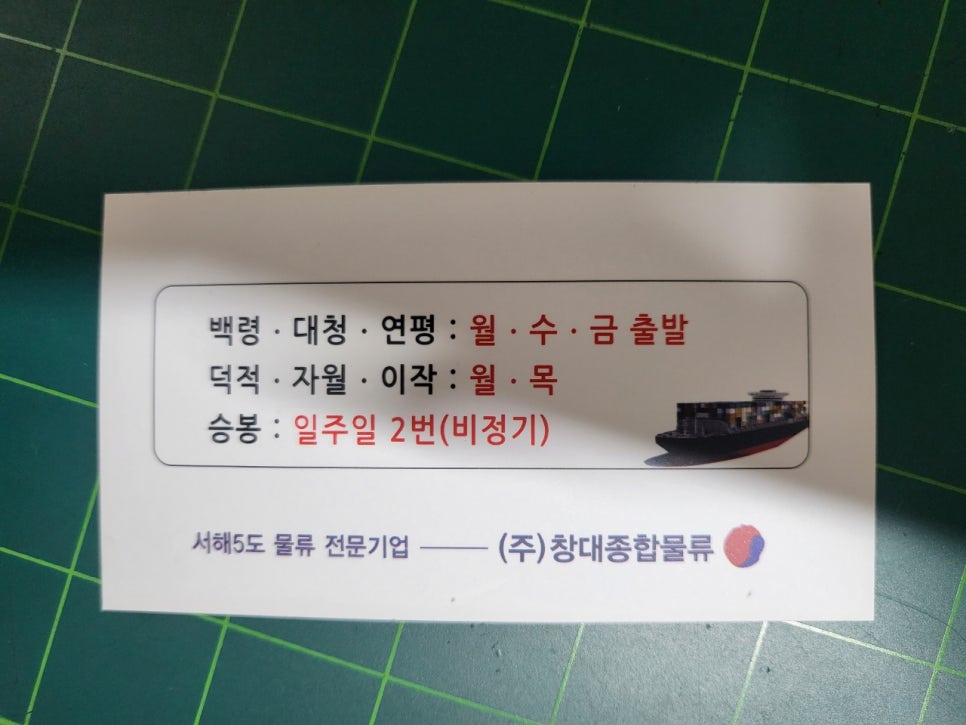 백령 · 대청 · 연평 : 월 · 수 · 금 출발
덕적 · 자월 · 이작 : 월 · 목
승봉 : 일주일 2번(비정기)
서해5도 물류 전문기업 ─── (주)창대종합물류